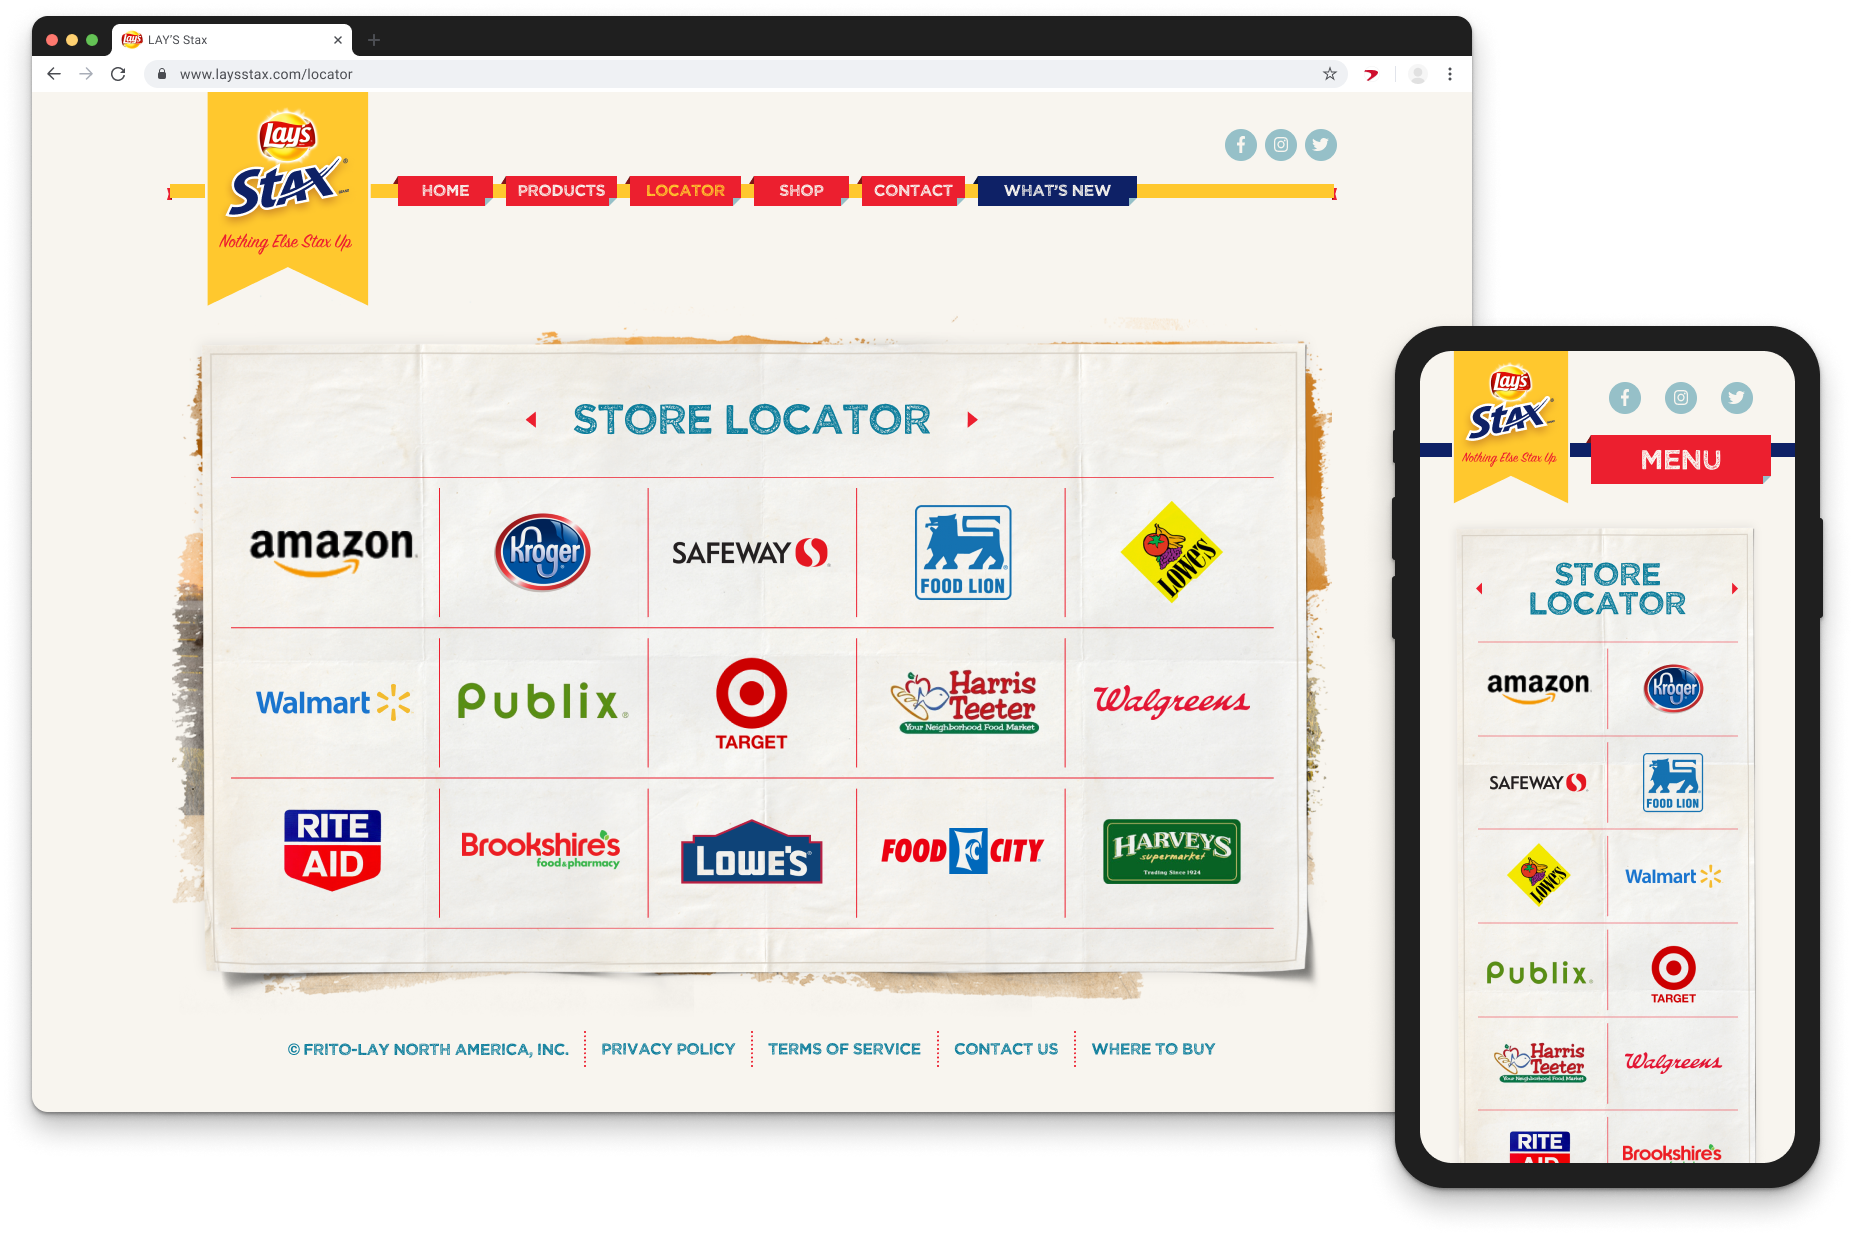 Lay's
LAY'S Stax
www.laysstax.com/locator
Lay's
STAX
Nothing Else Stax Up
HOME
PRODUCTS
LOCATOR
SHOP
CONTACT
WHAT'S NEW
STORE LOCATOR
amazon
Kroger
SAFEWAY
FOOD LION
LOWE'S
Walmart
Publix
TARGET
Harris
Teeter
Your Neighborhood Food Market
Walgreens
RITE
AID
Brookshire's
food & pharmacy
LOWE'S
FOOD FC CITY
HARVEYS
supermarket
Trading Since 1924
© FRITO-LAY NORTH AMERICA, INC.
PRIVACY POLICY
TERMS OF SERVICE
CONTACT US
WHERE TO BUY
Lay's
STAX
Nothing Else Stax Up
MENU
STORE
LOCATOR
amazon
Kroger
SAFEWAY
FOOD LION
LOWE'S
Walmart
Publix
TARGET
Harris
Teeter
Your Neighborhood Food Market
Walgreens
RITE
AID
Brookshire's